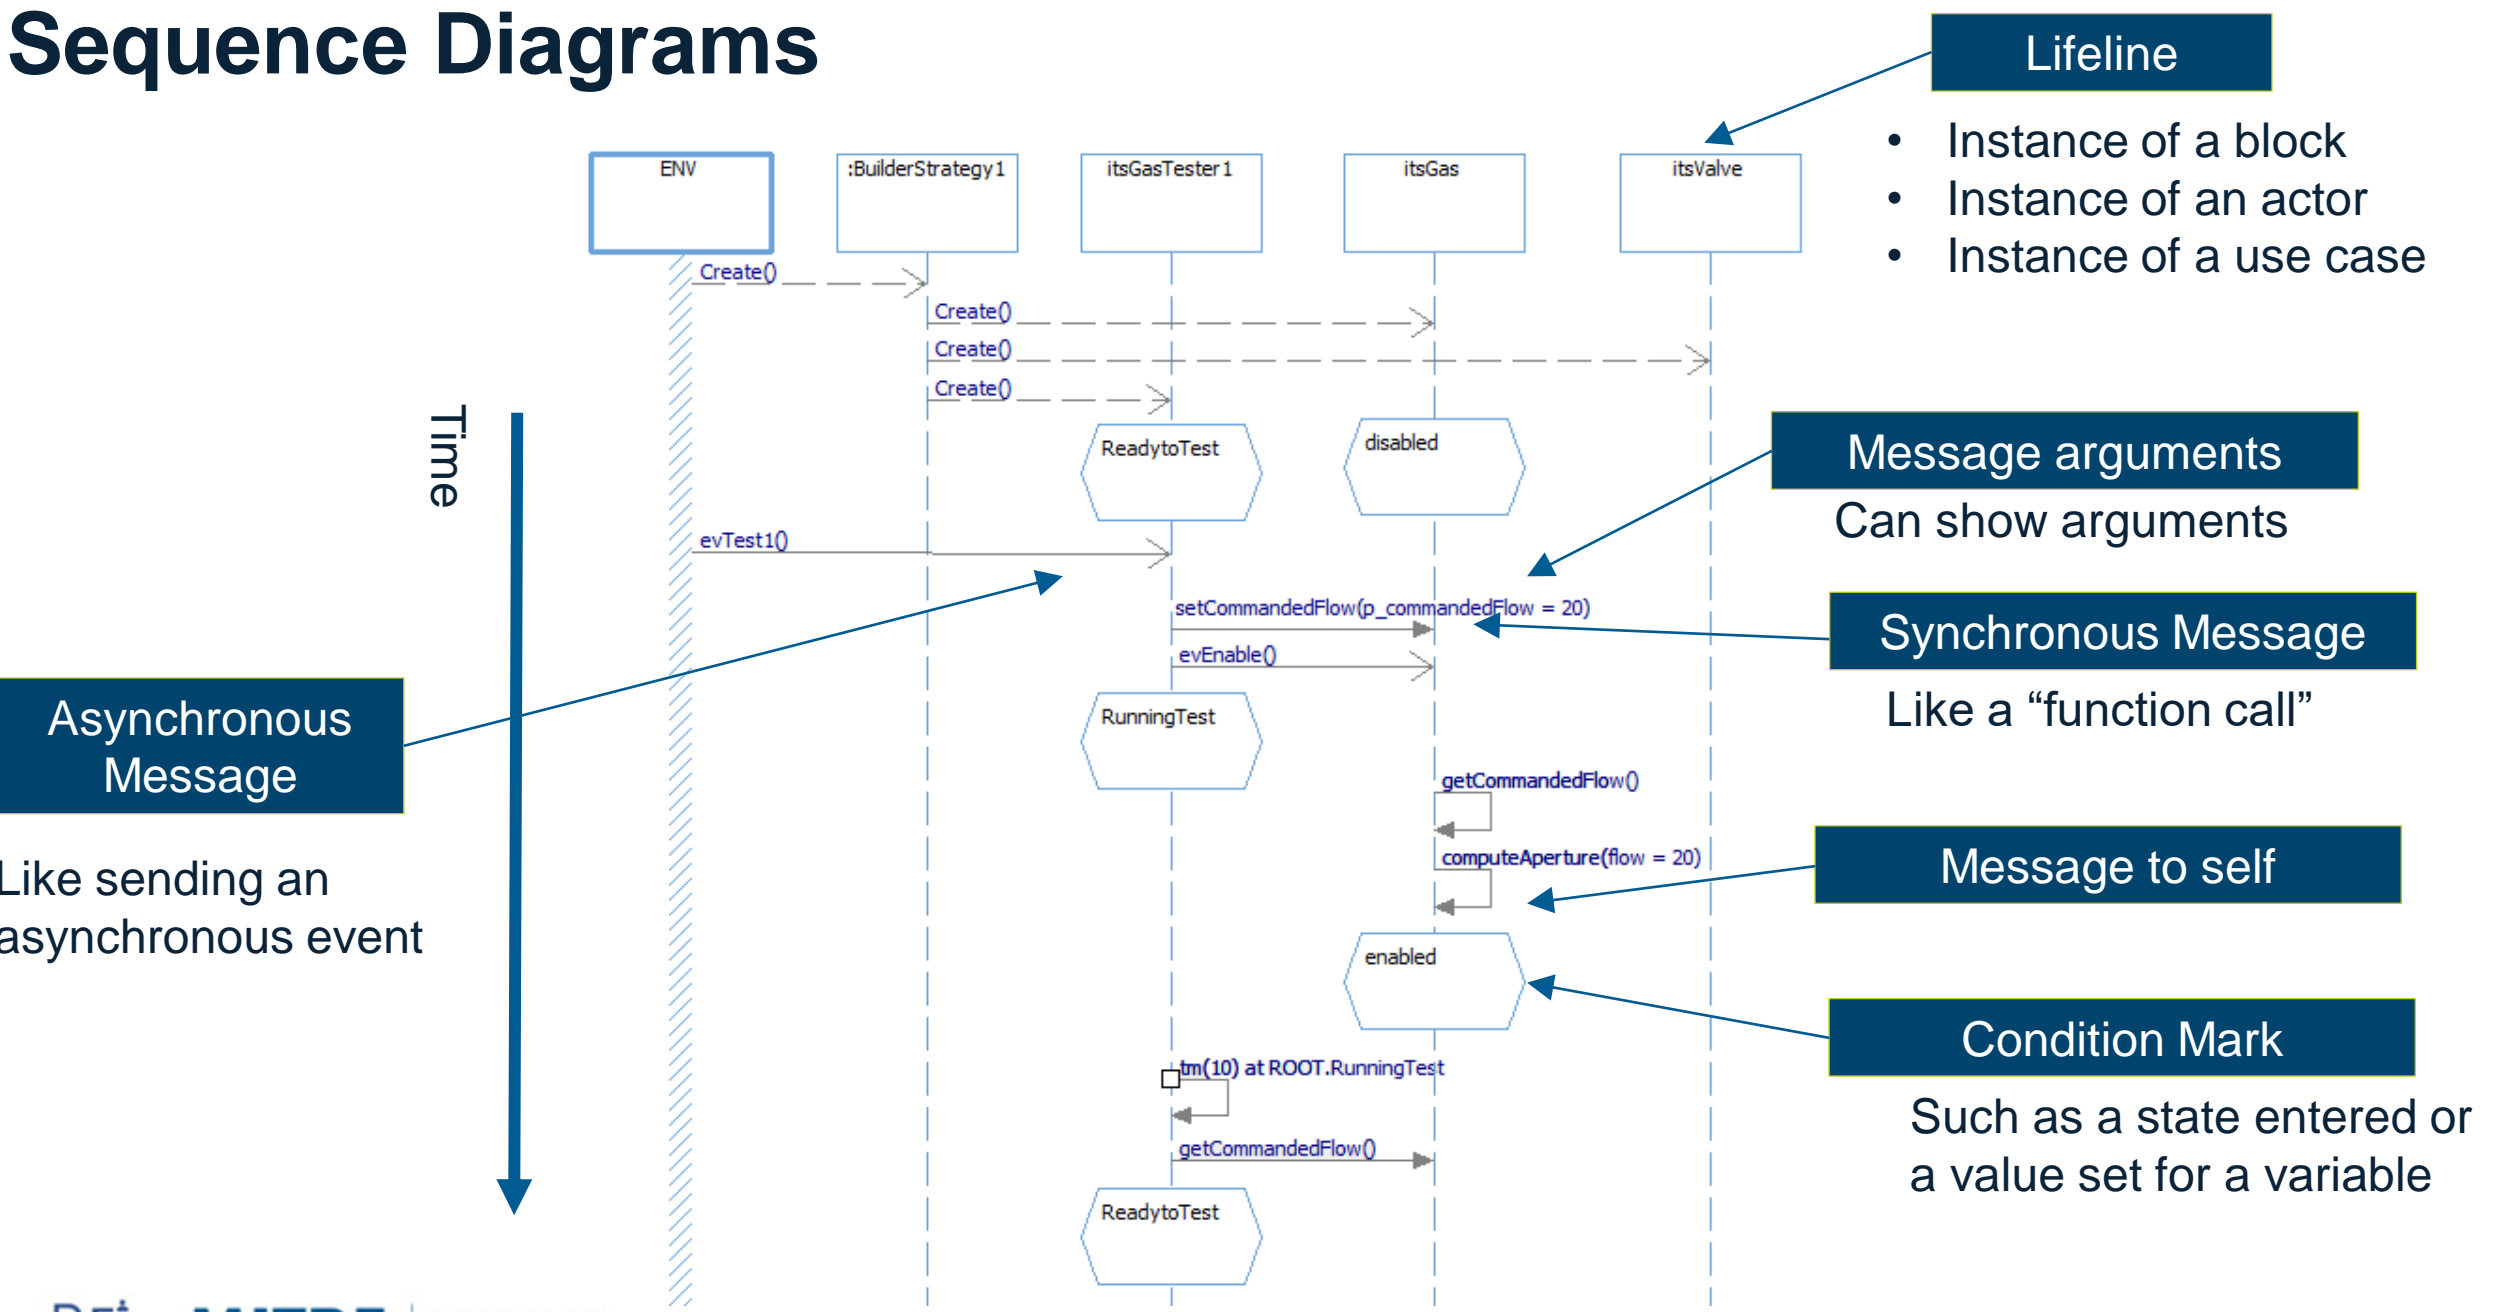 Sequence Diagrams
Lifeline
• Instance of a block
• Instance of an actor
• Instance of a use case
ENV
:BuilderStrategy1
itsGasTester1
itsGas
itsValve
Create()
Create()
Create()
Create()
Time
ReadytoTest
disabled
Message arguments
Can show arguments
evTest1()
setCommandedFlow(p_commandedFlow = 20)
Synchronous Message
Like a “function call”
evEnable()
Asynchronous
Message
Like sending an
asynchronous event
RunningTest
getCommandedFlow()
computeAperture(flow = 20)
Message to self
enabled
Condition Mark
Such as a state entered or
a value set for a variable
tm(10) at ROOT.RunningTest
getCommandedFlow()
ReadytoTest